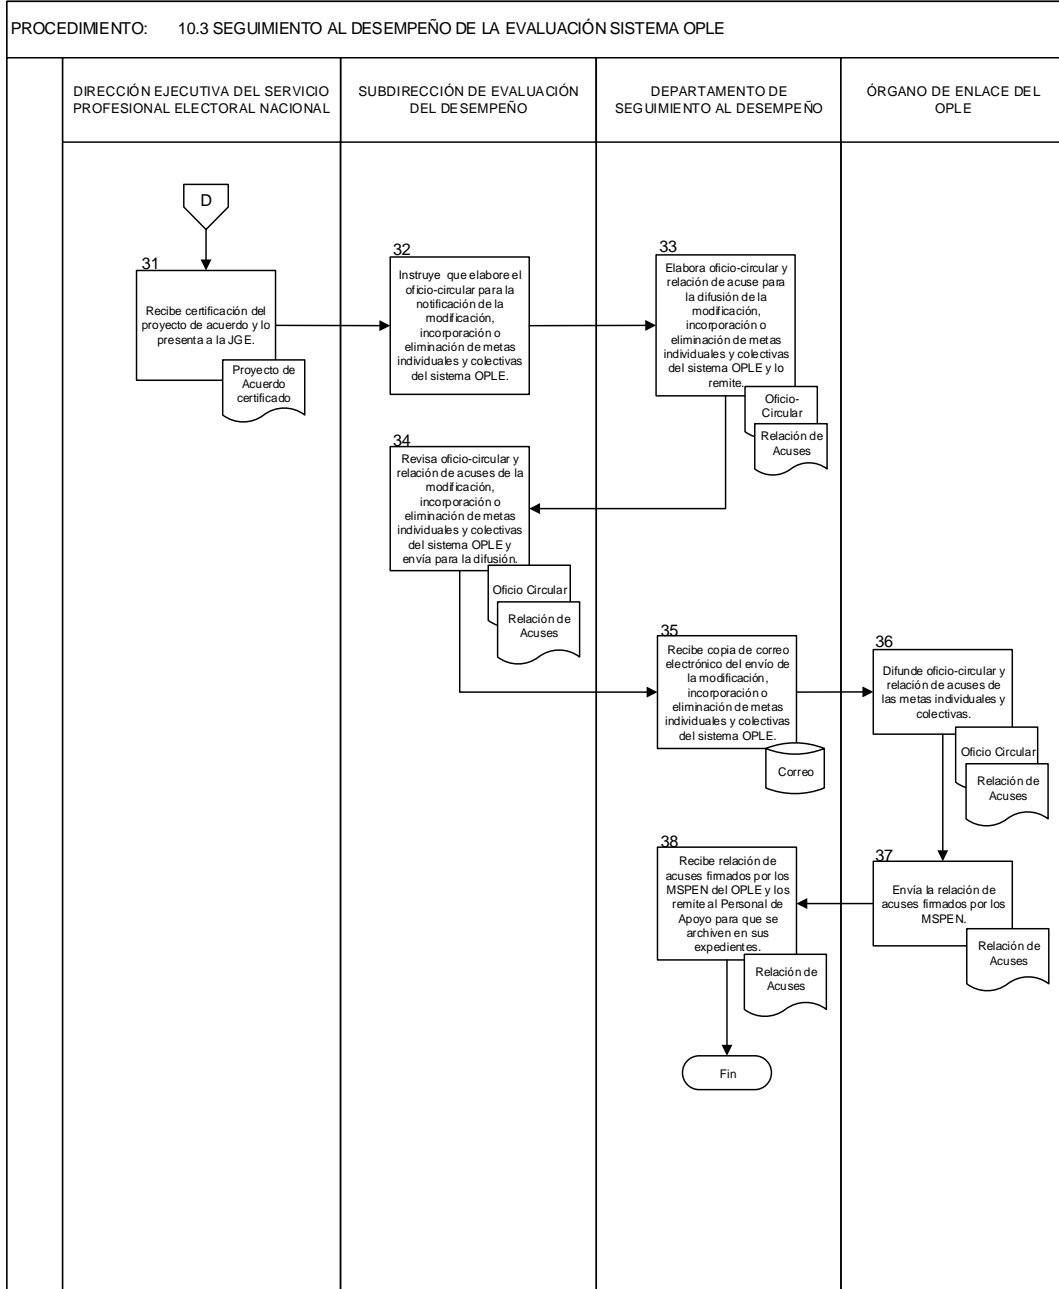 PROCEDIMIENTO: 10.3 SEGUIMIENTO AL DESEMPEÑO DE LA EVALUACIÓN SISTEMA OPLE
DIRECCIÓN EJECUTIVA DEL SERVICIO
PROFESIONAL ELECTORAL NACIONAL
SUBDIRECCIÓN DE EVALUACIÓN
DEL DESEMPEÑO
DEPARTAMENTO DE
SEGUIMIENTO AL DESEMPEÑO
ÓRGANO DE ENLACE DEL
OPLE
D
31
Recibe certificación del
proyecto de acuerdo y lo
presenta a la JGE.
Proyecto de
Acuerdo
certificado
32
Instruye que elabore el
oficio-circular para la
notificación de la
modificación,
incorporación o
eliminación de metas
individuales y colectivas
del sistema OPLE.
33
Elabora oficio-circular y
relación de acuse para
la difusión de la
modificación,
incorporación o
eliminación de metas
individuales y colectivas
del sistema OPLE y lo
remite.
Oficio-
Circular
Relación de
Acuses
34
Revisa oficio-circular y
relación de acuses de la
modificación,
incorporación o
eliminación de metas
individuales y colectivas
del sistema OPLE y
envía para la difusión.
Oficio Circular
Relación de
Acuses
35
Recibe copia de correo
electrónico del envío de
la modificación,
incorporación o
eliminación de metas
individuales y colectivas
del sistema OPLE.
Correo
36
Difunde oficio-circular y
relación de acuses de
las metas individuales y
colectivas.
Oficio Circular
Relación de
Acuses
37
Envía la relación de
acuses firmados por los
MSPEN.
Relación de
Acuses
38
Recibe relación de
acuses firmados por los
MSPEN del OPLE y los
remite al Personal de
Apoyo para que se
archiven en sus
expedientes.
Relación de
Acuses
Fin